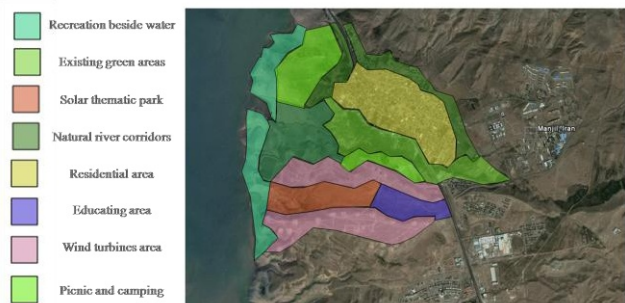 Recreation beside water
Existing green areas
Solar thematic park
Natural river corridors
Residential area
Educating area
Wind turbines area
Picnic and camping
Manjil, Iran